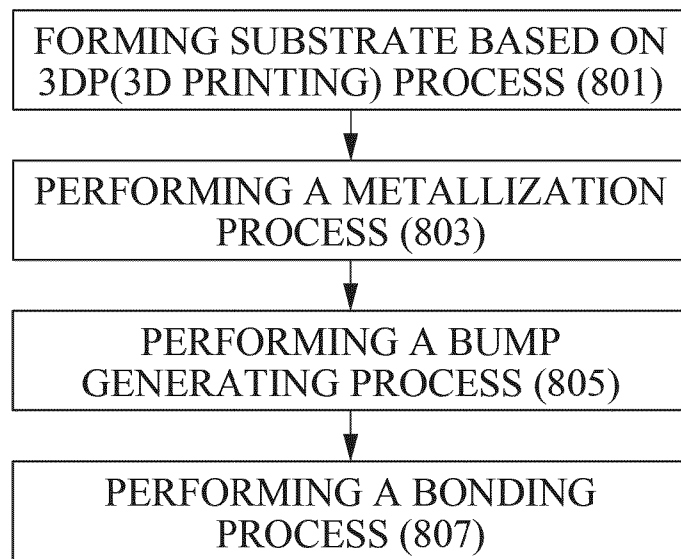 FORMING SUBSTRATE BASED ON
3DP(3D PRINTING) PROCESS (801)
PERFORMING A METALLIZATION
PROCESS (803)
PERFORMING A BUMP
GENERATING PROCESS (805)
PERFORMING A BONDING
PROCESS (807)